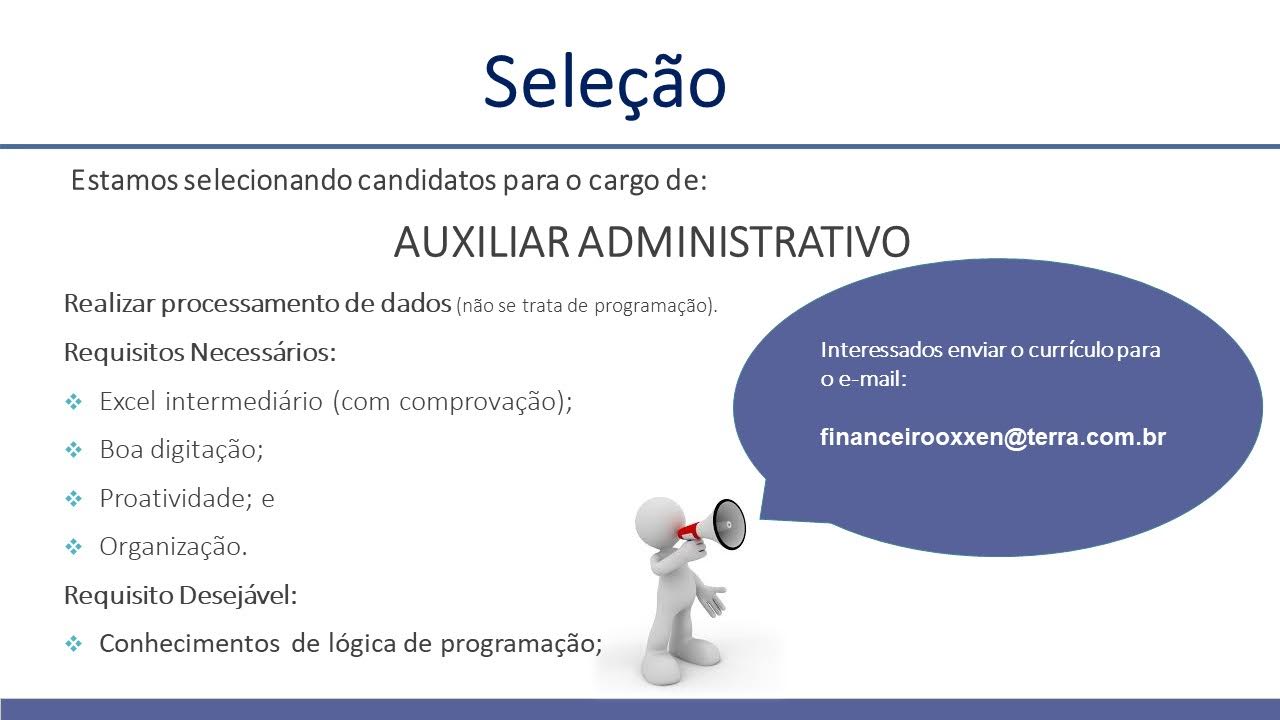 Seleção
Estamos selecionando candidatos para o cargo de:
AUXILIAR ADMINISTRATIVO
Realizar processamento de dados (não se trata de programação).
Requisitos Necessários:
Excel intermediário (com comprovação);
Boa digitação;
Proatividade; e
Organização.
Requisito Desejável:
Conhecimentos de lógica de programação;
Interessados enviar o currículo para
o e-mail:
financeirooxxen@terra.com.br